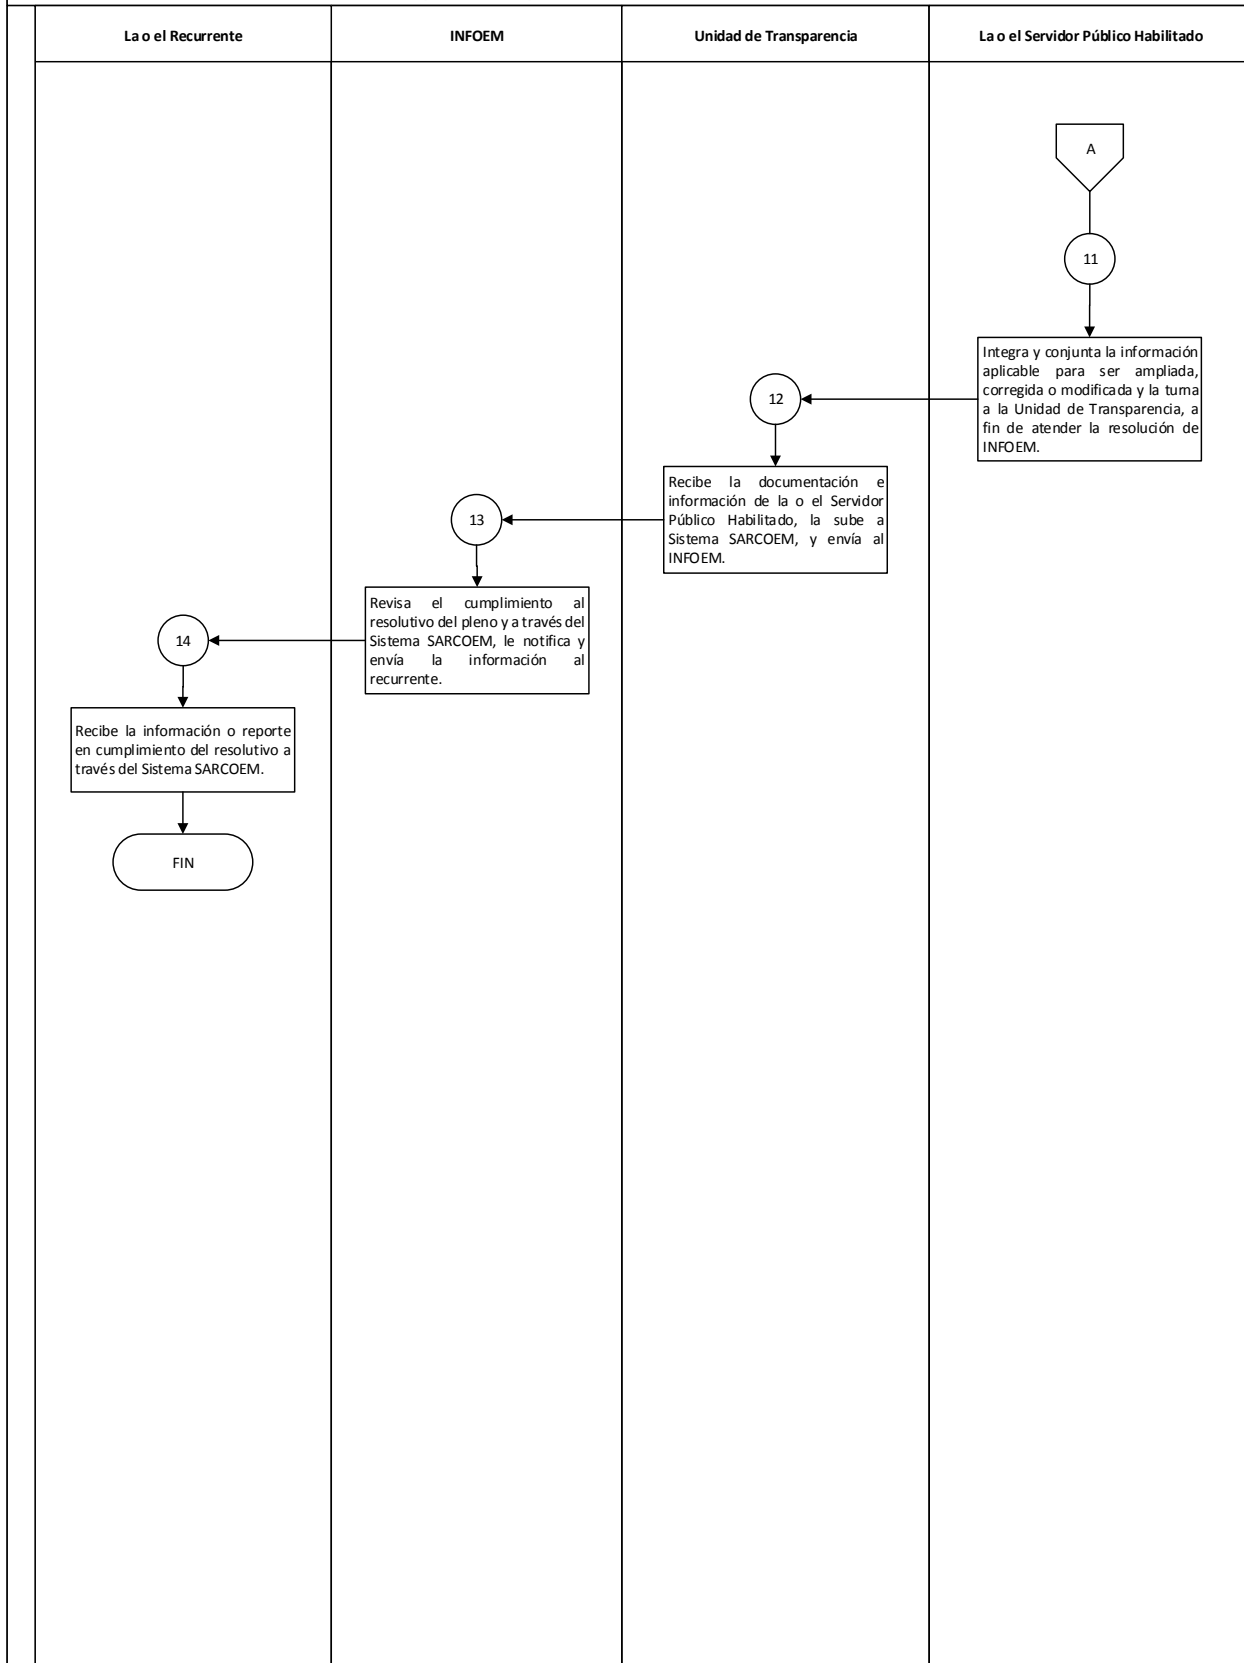 La o el Recurrente
INFOEM
Unidad de Transparencia
La o el Servidor Público Habilitado
A
11
Integra y conjunta la información
aplicable para ser ampliada,
corregida o modificada y la turna
a la Unidad de Transparencia, a
fin de atender la resolución de
INFOEM.
12
Recibe la documentación e
información de la o el Servidor
Público Habilitado, la sube a
Sistema SARCOEM, y envía al
INFOEM.
13
Revisa el cumplimiento al
resolutivo del pleno y a través del
Sistema SARCOEM, le notifica y
envía la información al
recurrente.
14
Recibe la información o reporte
en cumplimiento del resolutivo a
través del Sistema SARCOEM.
FIN